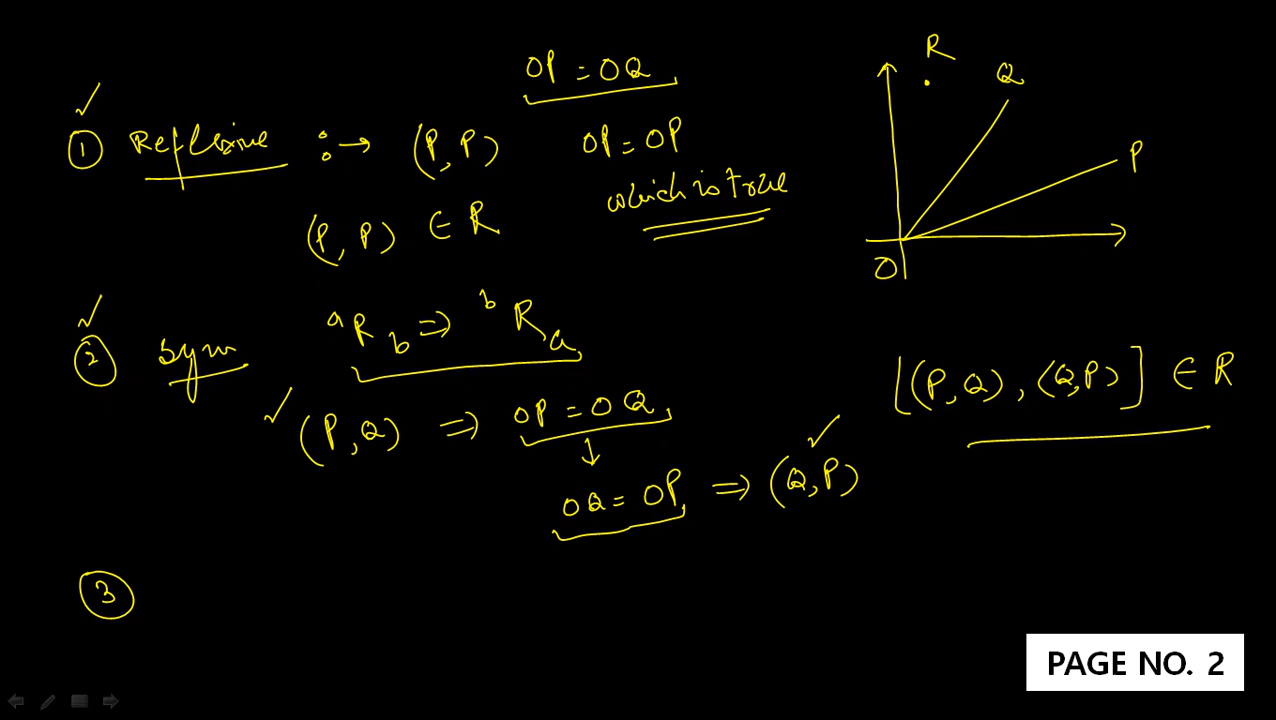 OP = OQ
① Reflexive :→ (P, P) OP = OP
which is true
(P, P) ∈ R
R
Q
P
O
② Sym aRb ⇒ bRa
(P, Q) ⇒ OP = OQ
OQ = OP ⇒ (Q, P)
[(P, Q), (Q, P)] ∈ R
③
PAGE NO. 2